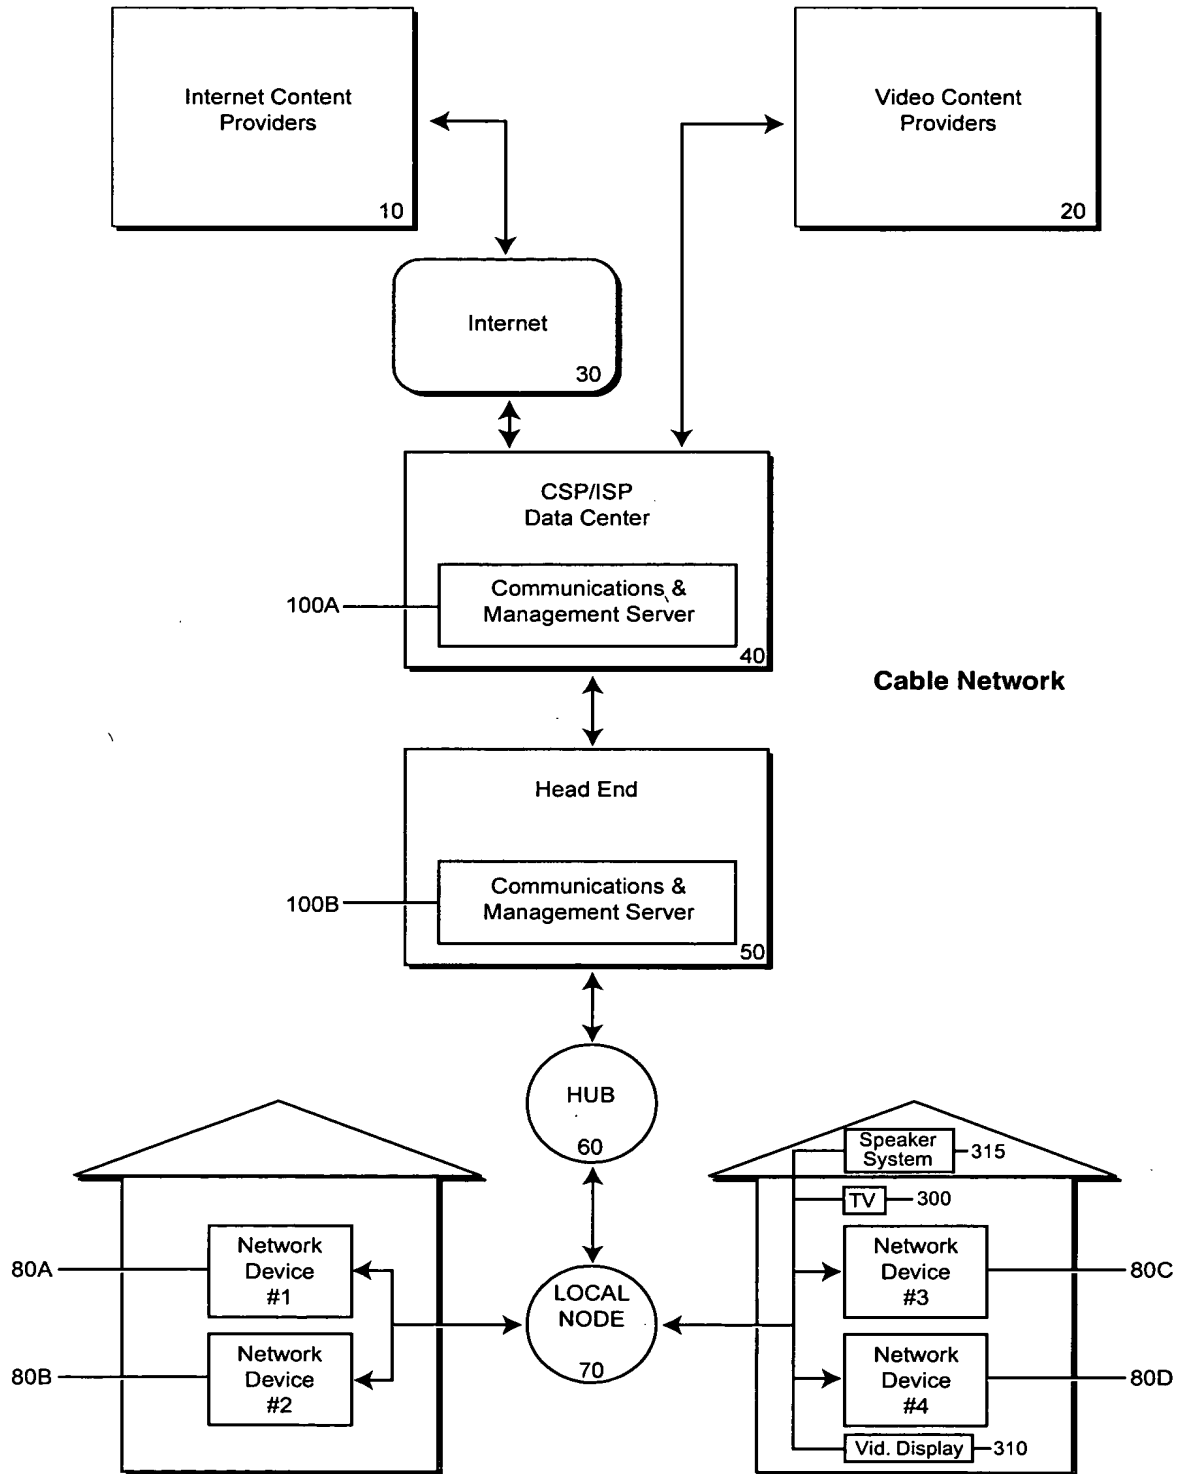 Internet Content
Providers
10
Video Content
Providers
20
Internet
30
CSP/ISP
Data Center
Communications &
Management Server
100A
40
Cable Network
Head End
Communications &
Management Server
100B
50
HUB
60
Speaker
System
315
TV
300
Network
Device
#1
80A
Network
Device
#2
80B
LOCAL
NODE
70
Network
Device
#3
80C
Network
Device
#4
80D
Vid. Display
310